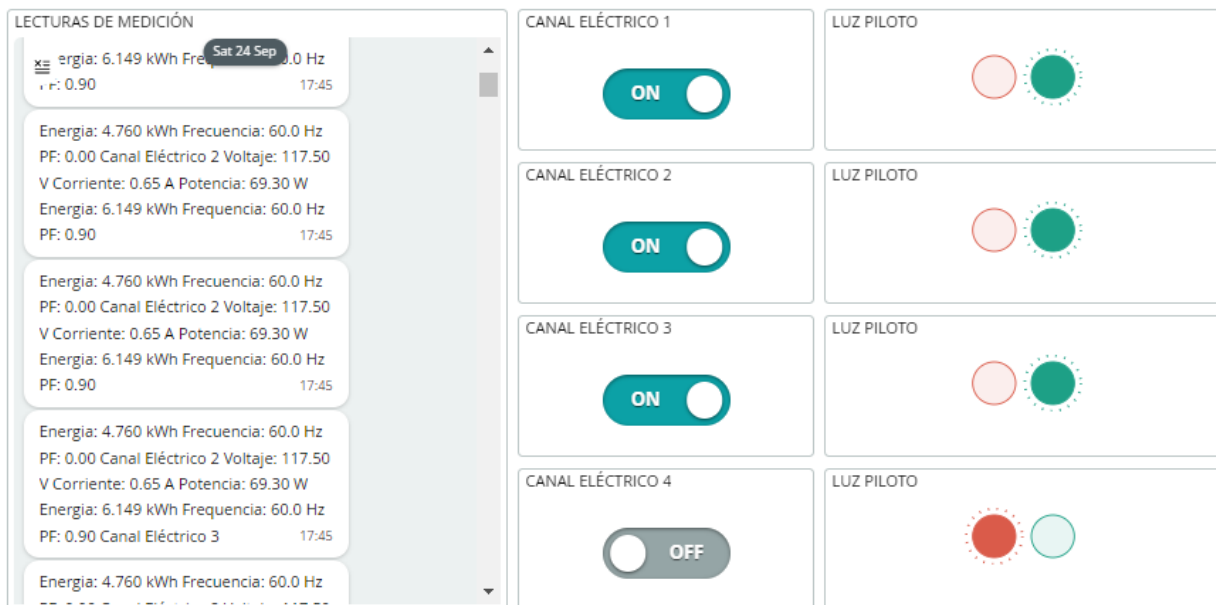 LECTURAS DE MEDICIÓN
Sat 24 Sep
ergia: 6.149 kWh Fre .0 Hz
0.90 17:45
Energia: 4.760 kWh Frecuencia: 60.0 Hz
PF: 0.00 Canal Eléctrico 2 Voltaje: 117.50
V Corriente: 0.65 A Potencia: 69.30 W
Energia: 6.149 kWh Frequencia: 60.0 Hz
PF: 0.90 17:45
Energia: 4.760 kWh Frecuencia: 60.0 Hz
PF: 0.00 Canal Eléctrico 2 Voltaje: 117.50
V Corriente: 0.65 A Potencia: 69.30 W
Energia: 6.149 kWh Frequencia: 60.0 Hz
PF: 0.90 17:45
Energia: 4.760 kWh Frecuencia: 60.0 Hz
PF: 0.00 Canal Eléctrico 2 Voltaje: 117.50
V Corriente: 0.65 A Potencia: 69.30 W
Energia: 6.149 kWh Frequencia: 60.0 Hz
PF: 0.90 Canal Eléctrico 3 17:45
Energia: 4.760 kWh Frecuencia: 60.0 Hz
CANAL ELÉCTRICO 1
ON
LUZ PILOTO
CANAL ELÉCTRICO 2
ON
LUZ PILOTO
CANAL ELÉCTRICO 3
ON
LUZ PILOTO
CANAL ELÉCTRICO 4
OFF
LUZ PILOTO